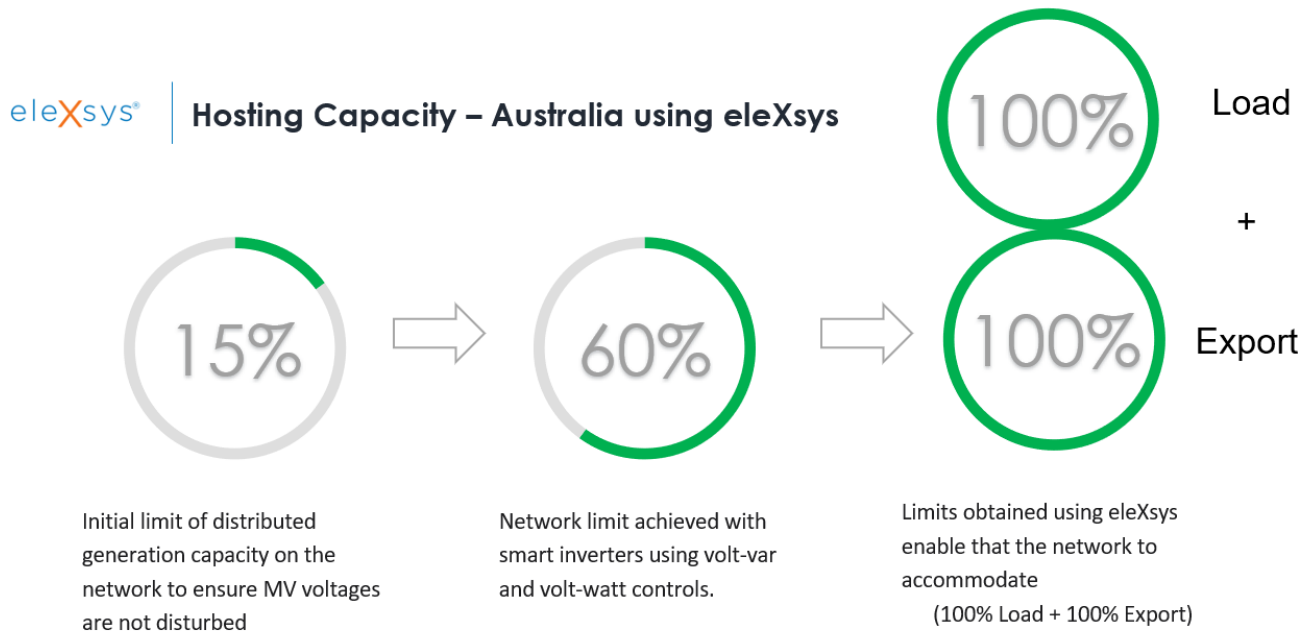 eleXsys®
Hosting Capacity – Australia using eleXsys
100%
Load
+
15%
60%
100%
Export
Initial limit of distributed
generation capacity on the
network to ensure MV voltages
are not disturbed
Network limit achieved with
smart inverters using volt-var
and volt-watt controls.
Limits obtained using eleXsys
enable that the network to
accommodate
(100% Load + 100% Export)